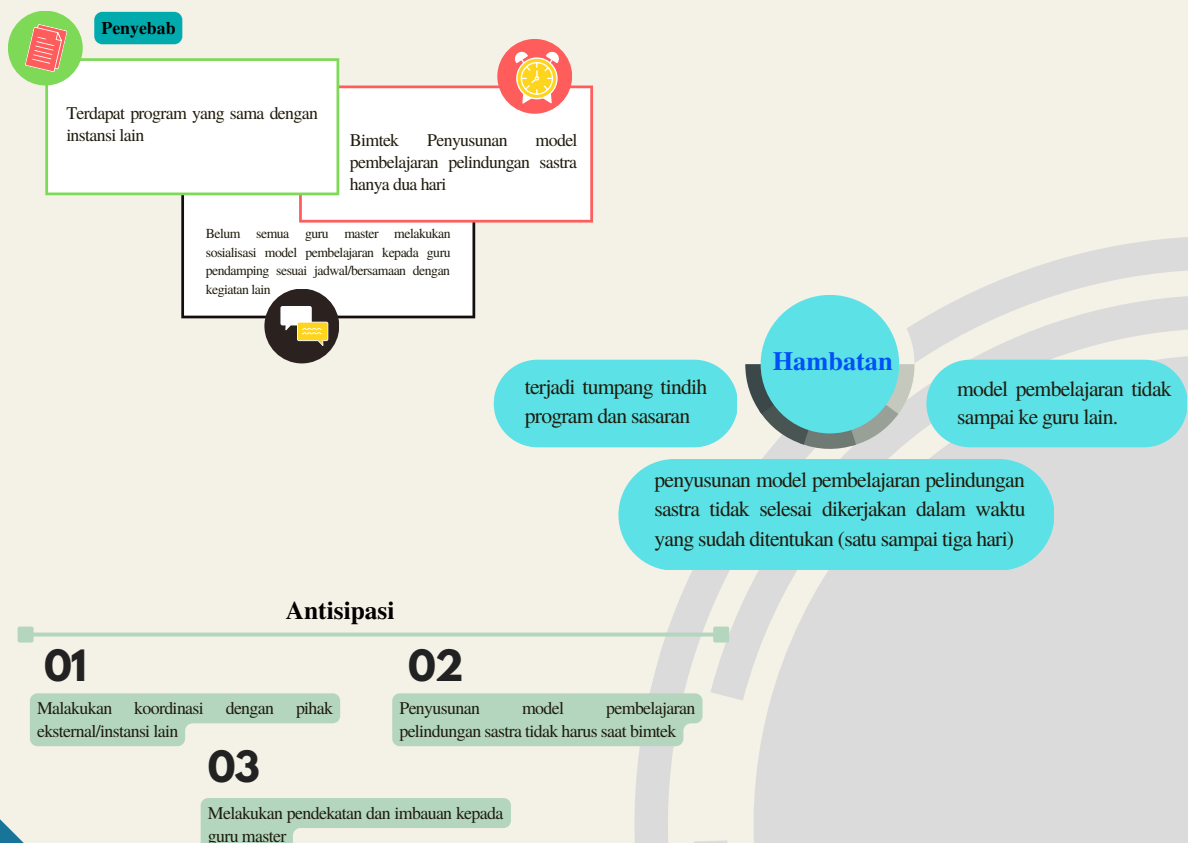 Penyebab
Terdapat program yang sama dengan
instansi lain
Bimtek Penyusunan model
pembelajaran pelindungan sastra
hanya dua hari
Belum semua guru master melakukan
sosialisasi model pembelajaran kepada guru
pendamping sesuai jadwal/bersamaan dengan
kegiatan lain
Hambatan
terjadi tumpang tindih
program dan sasaran
model pembelajaran tidak
sampai ke guru lain.
penyusunan model pembelajaran pelindungan
sastra tidak selesai dikerjakan dalam waktu
yang sudah ditentukan (satu sampai tiga hari)
Antisipasi
01
Malakukan koordinasi dengan pihak
eksternal/instansi lain
02
Penyusunan model pembelajaran
pelindungan sastra tidak harus saat bimtek
03
Melakukan pendekatan dan imbauan kepada
guru master